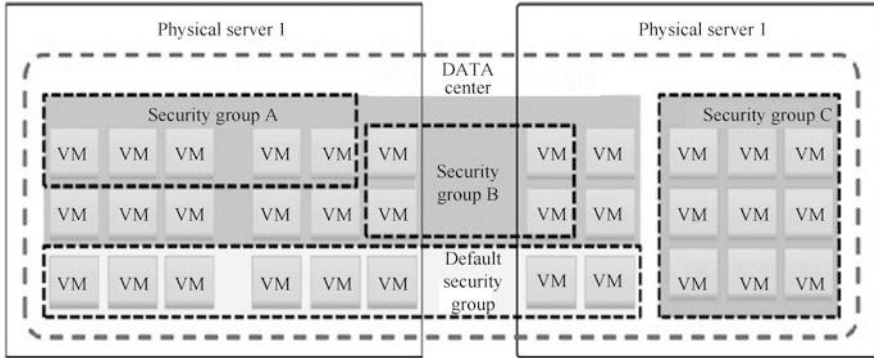 Physical server 1
Physical server 1
DATA
center
Security group A
Security group C
VM VM VM VM VM VM VM VM VM VM VM
Security
group B
VM VM VM VM VM VM VM VM VM VM VM
Default
security
group
VM VM VM VM VM VM VM VM VM VM VM